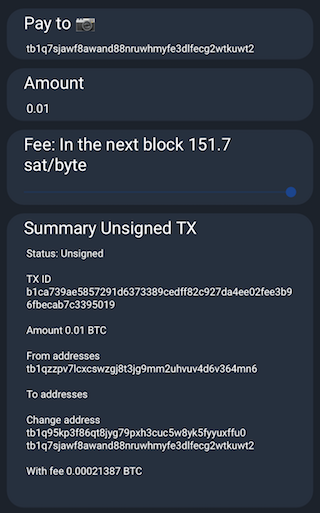 Pay to
tb1q7sjawf8awand88nruwhmyfe3dlfecg2wtkuwt2
Amount
0.01
Fee: In the next block 151.7
sat/byte
Summary Unsigned TX
Status: Unsigned
TX ID
b1ca739ae5857291d6373389cedff82c927da4ee02fee3b9
6fbecab7c3395019
Amount 0.01 BTC
From addresses
tb1qzzpv7lcxcswzgj8t3jg9mm2uhvuv4d6v364mn6
To addresses
Change address
tb1q95kp3f86qt8jyg79pxh3cuc5w8yk5fyyuxffu0
tb1q7sjawf8awand88nruwhmyfe3dlfecg2wtkuwt2
With fee 0.00021387 BTC